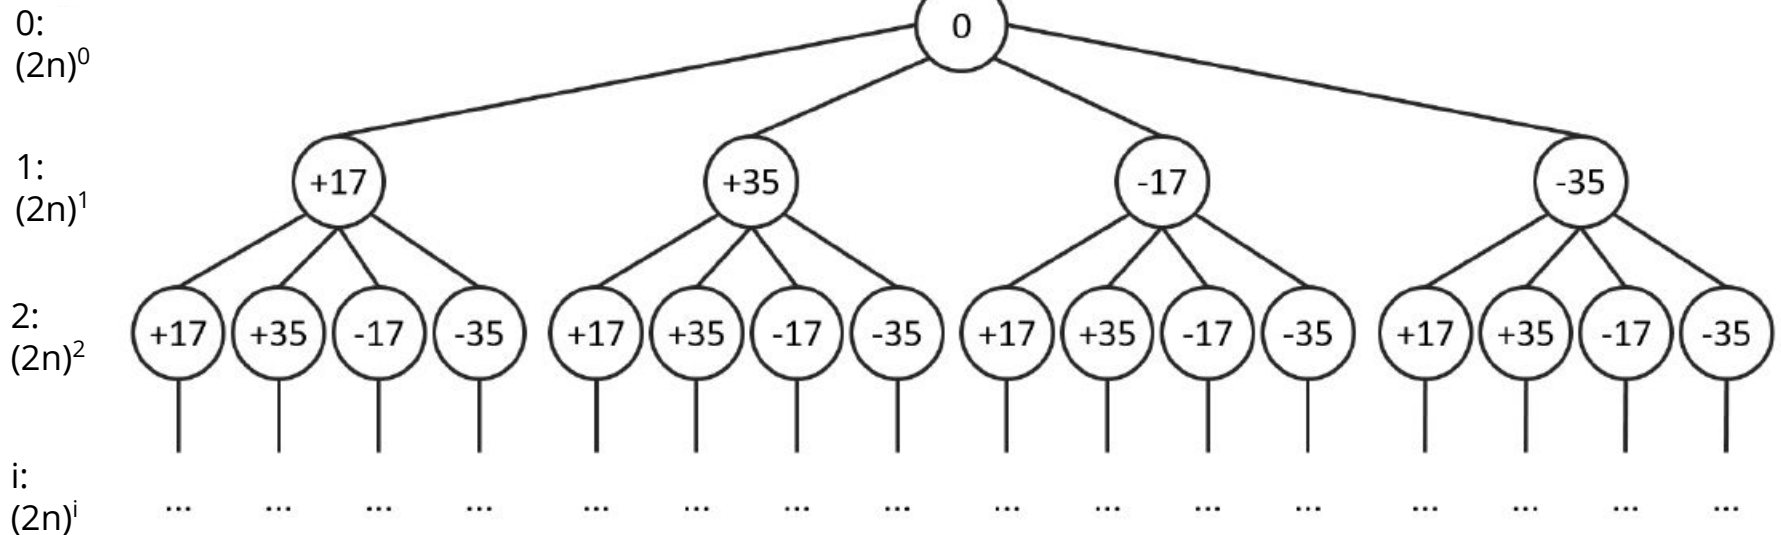 0:
(2n)⁰
0
1:
(2n)¹
+17 +35 -17 -35
2:
(2n)²
+17 +35 -17 -35 +17 +35 -17 -35 +17 +35 -17 -35 +17 +35 -17 -35
i:
(2n)ⁱ
... ... ... ... ... ... ... ... ... ... ... ... ... ... ... ...